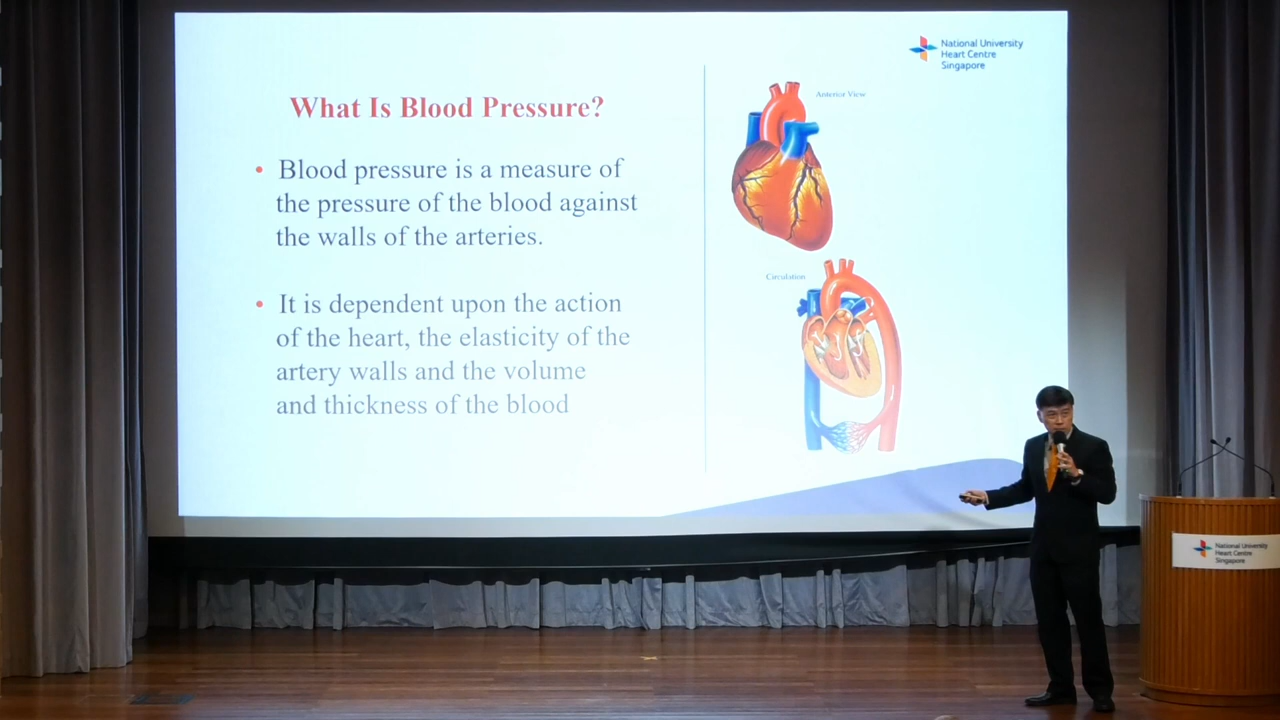 National University
Heart Centre
Singapore
What Is Blood Pressure?
Anterior View
• Blood pressure is a measure of
the pressure of the blood against
the walls of the arteries.
Circulation
• It is dependent upon the action
of the heart, the elasticity of the
artery walls and the volume
and thickness of the blood
National University
Heart Centre
Singapore